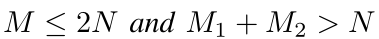 M ≤ 2N and M₁ + M₂ > N